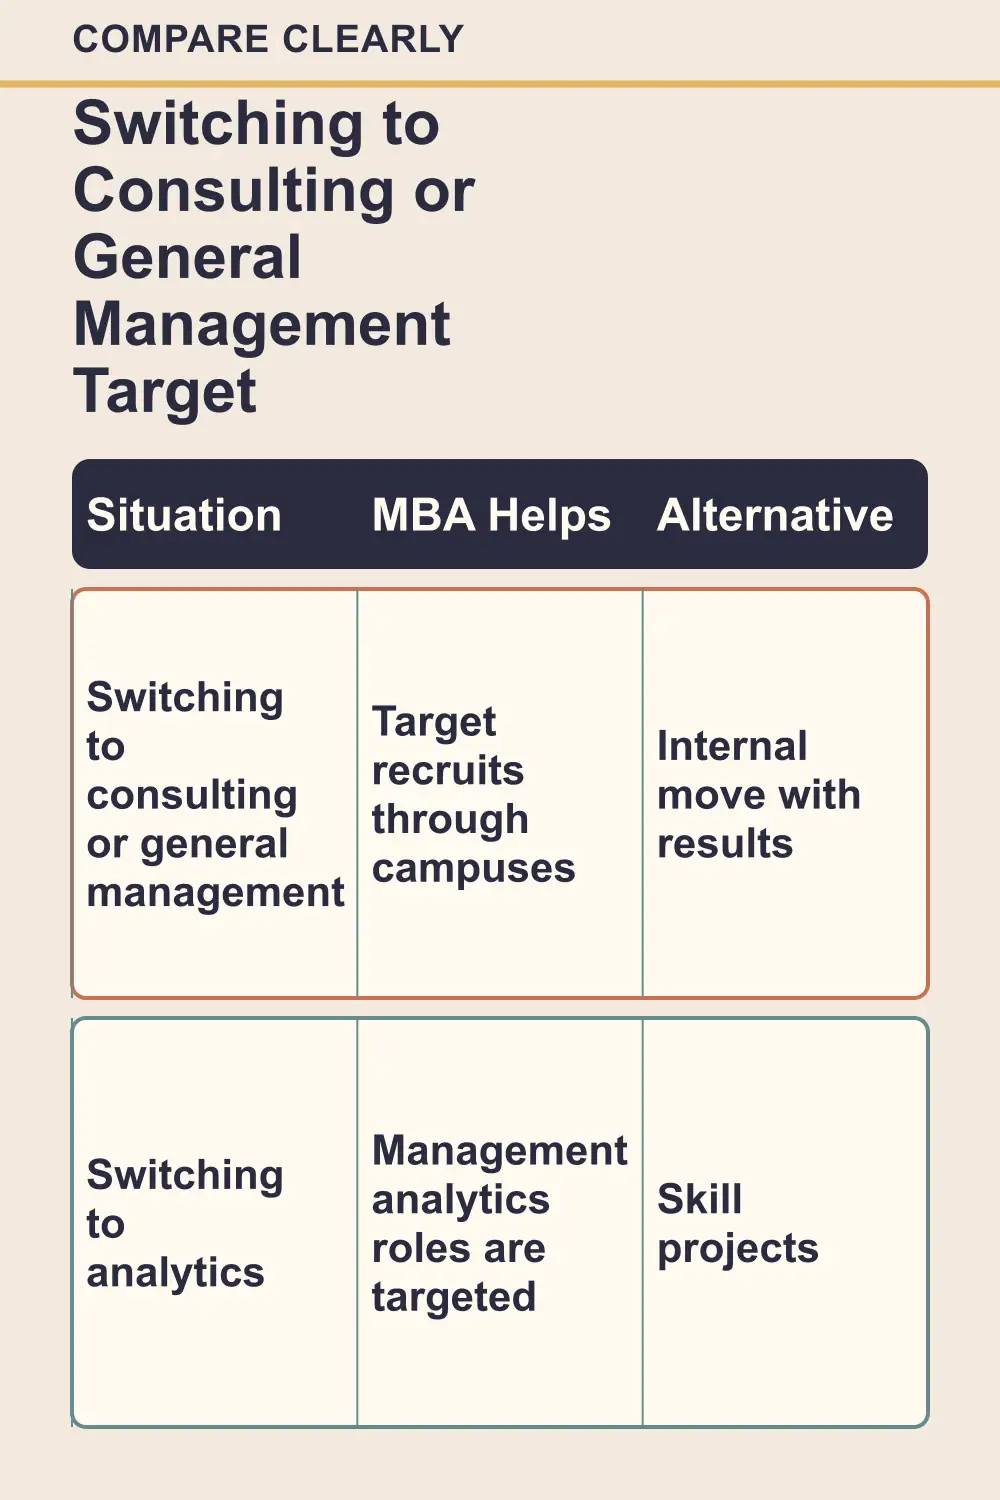 COMPARE CLEARLY
Switching to
Consulting or
General
Management
Target
Situation MBA Helps Alternative
Switching
to
consulting
or general
management
Target
recruits
through
campuses
Internal
move with
results
Switching
to
analytics
Management
analytics
roles are
targeted
Skill
projects